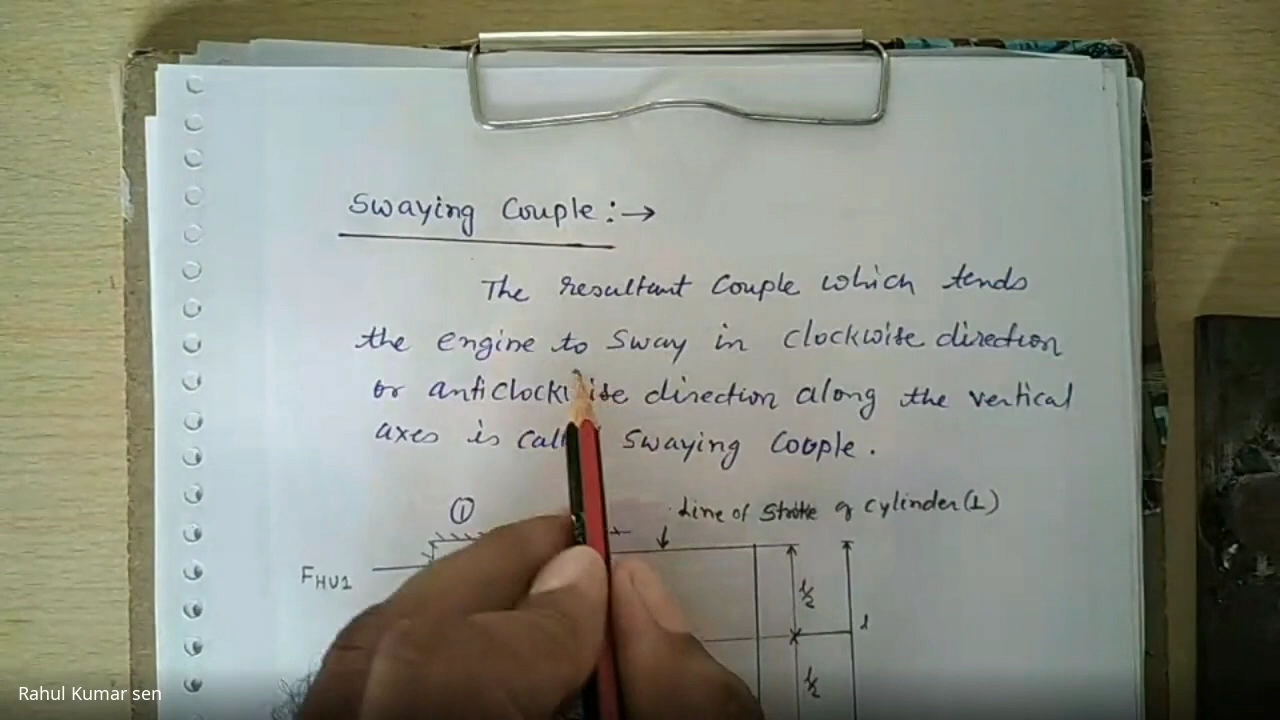 Swaying Couple :→
The resultant Couple which tends
the engine to Sway in clockwise direction
or anticlockwise direction along the vertical
axes is call Swaying Couple .
①
Line of Stroke of Cylinder (1)
FHU1
l/2
l
l/2
Rahul Kumar sen